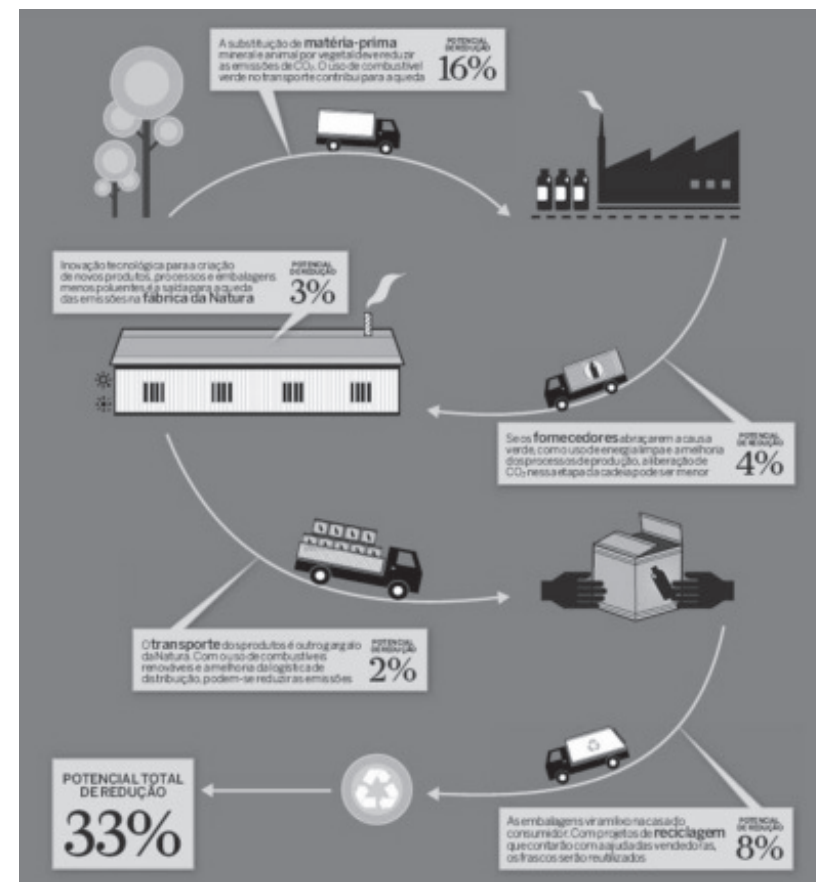 A substituição de matéria-prima
mineral e animal por vegetal deve reduzir
as emissões de CO₂. O uso de combustível
verde no transporte contribui para a queda
POTENCIAL
DE REDUÇÃO
16%
Inovação tecnológica para a criação
de novos produtos, processos e embalagens
menos poluentes é a saída para a queda
das emissões na fábrica da Natura
POTENCIAL
DE REDUÇÃO
3%
Se os fornecedores abraçarem a causa
verde, com o uso de energia limpa e a melhoria
dos processos de produção, a liberação de
CO₂ nessa etapa da cadeia pode ser menor
POTENCIAL
DE REDUÇÃO
4%
O transporte dos produtos é outro gargalo
da Natura. Com o uso de combustíveis
renováveis e a melhoria da logística de
distribuição, podem-se reduzir as emissões
POTENCIAL
DE REDUÇÃO
2%
As embalagens viram lixo na casa do
consumidor. Com projetos de reciclagem
que contarão com a ajuda das vendedoras,
os frascos serão reutilizados
POTENCIAL
DE REDUÇÃO
8%
POTENCIAL TOTAL
DE REDUÇÃO
33%